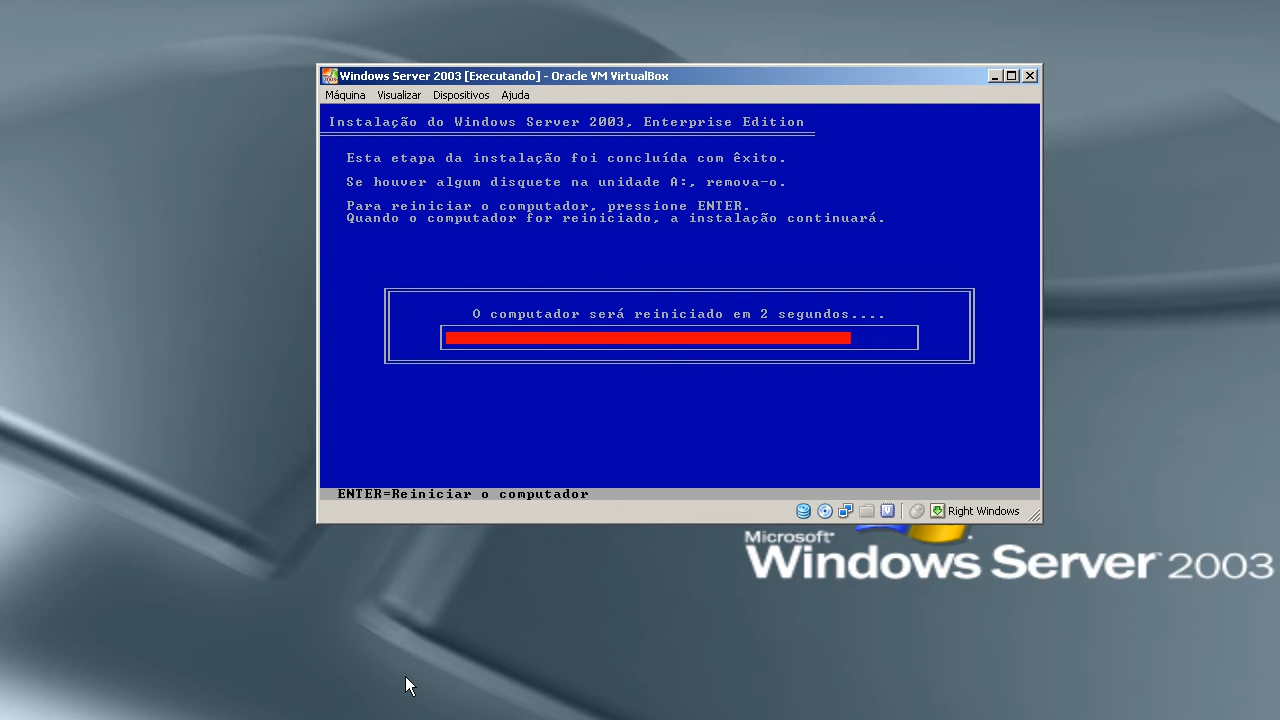 Windows Server 2003 [Executando] - Oracle VM VirtualBox
Máquina Visualizar Dispositivos Ajuda
Instalação do Windows Server 2003, Enterprise Edition
Esta etapa da instalação foi concluída com êxito.
Se houver algum disquete na unidade A:, remova-o.
Para reiniciar o computador, pressione ENTER.
Quando o computador for reiniciado, a instalação continuará.
O computador será reiniciado em 2 segundos....
ENTER=Reiniciar o computador
Right Windows
Microsoft
Windows Server 2003